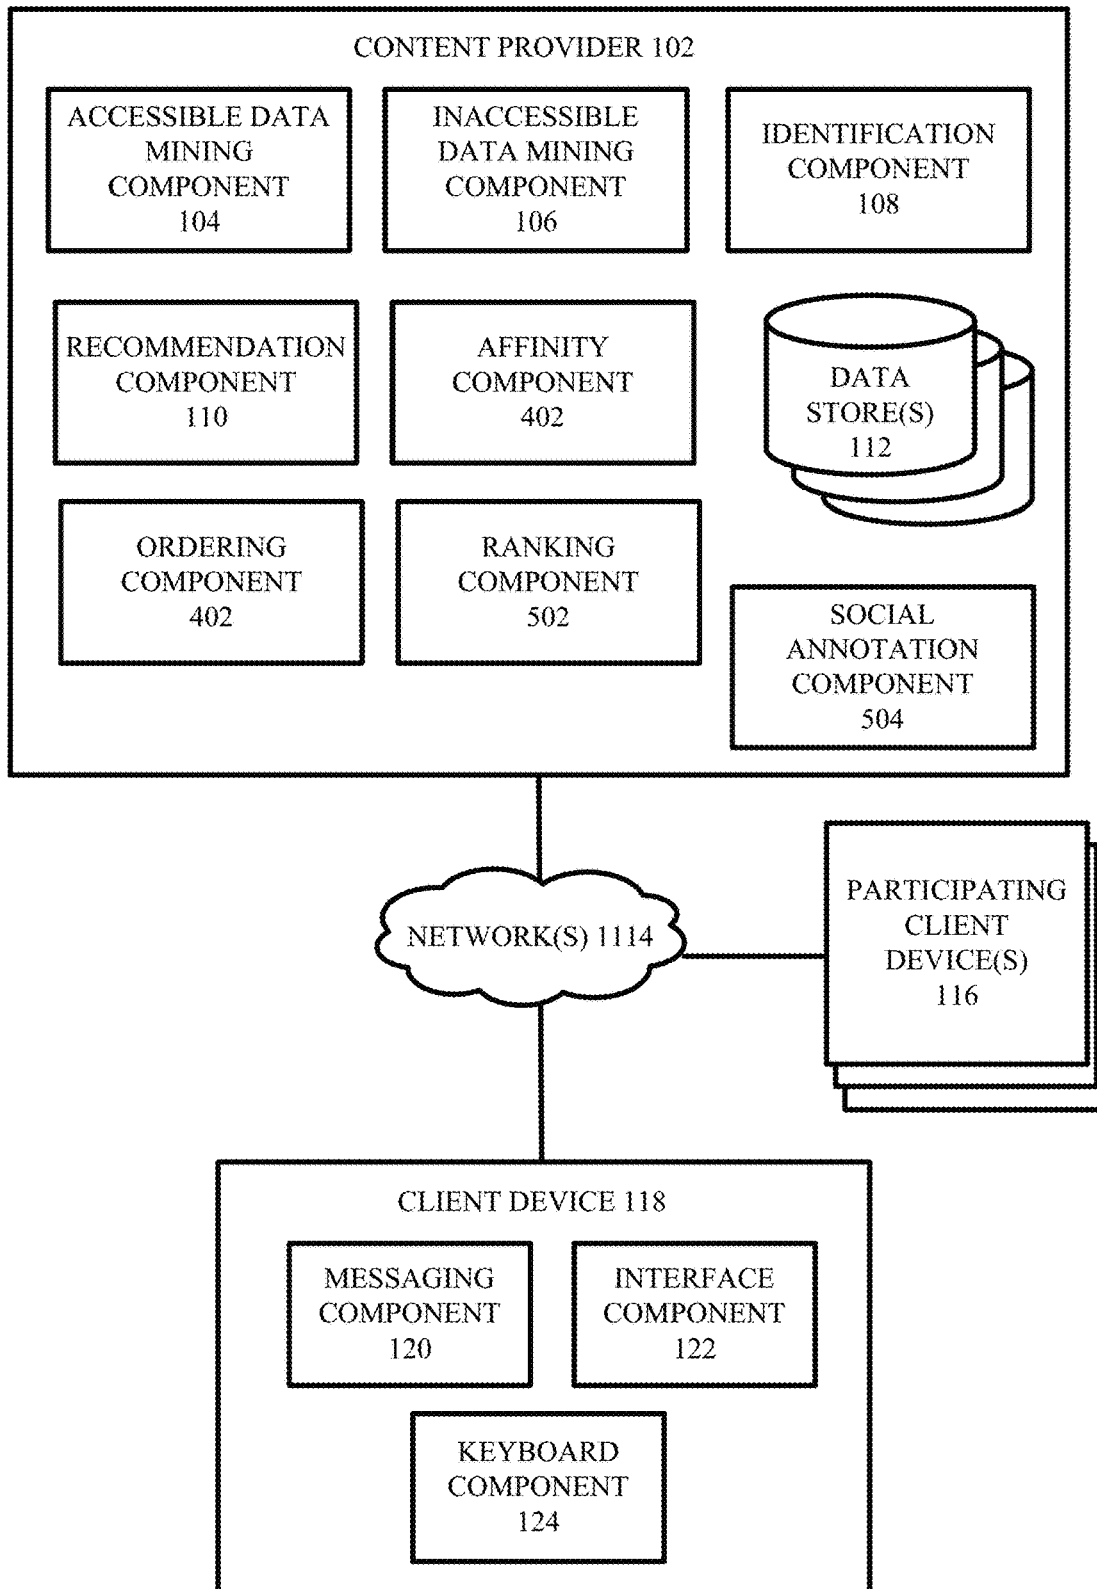 CONTENT PROVIDER 102
ACCESSIBLE DATA
MINING
COMPONENT
104
INACCESSIBLE
DATA MINING
COMPONENT
106
IDENTIFICATION
COMPONENT
108
RECOMMENDATION
COMPONENT
110
AFFINITY
COMPONENT
402
DATA
STORE(S)
112
ORDERING
COMPONENT
402
RANKING
COMPONENT
502
SOCIAL
ANNOTATION
COMPONENT
504
NETWORK(S) 1114
PARTICIPATING
CLIENT
DEVICE(S)
116
CLIENT DEVICE 118
MESSAGING
COMPONENT
120
INTERFACE
COMPONENT
122
KEYBOARD
COMPONENT
124